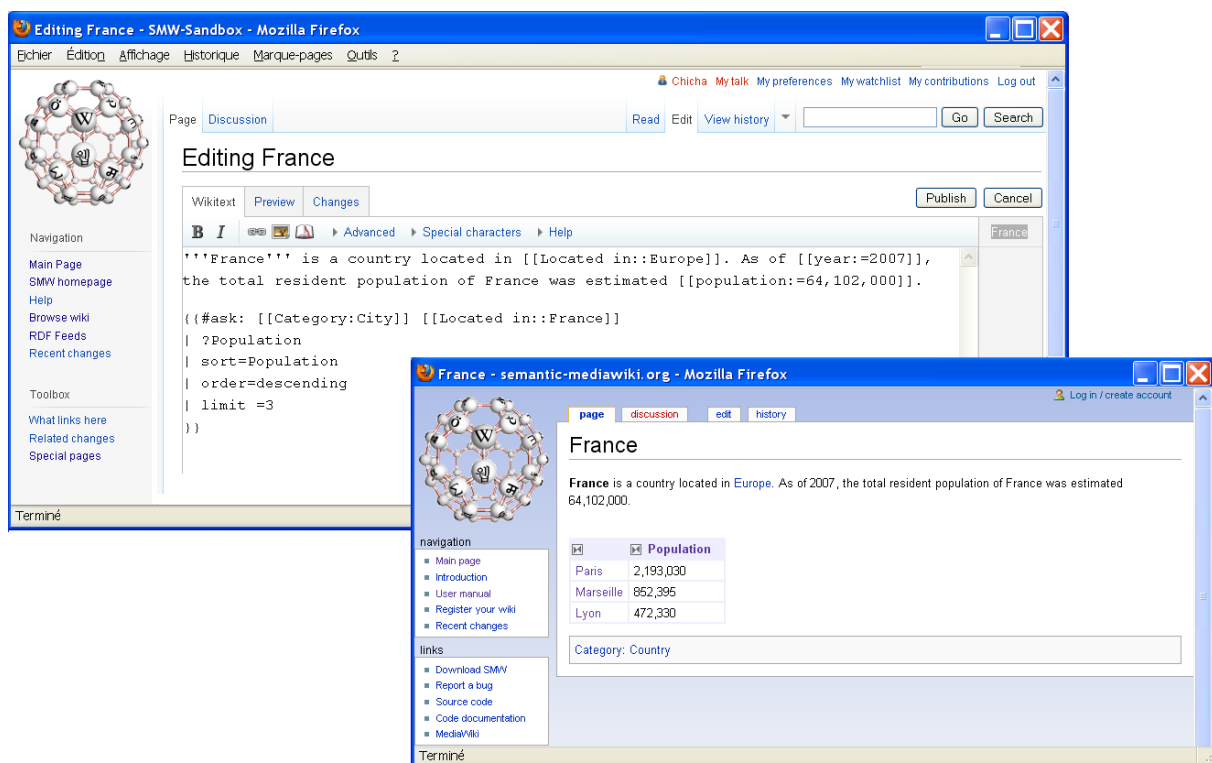 Editing France - SMW-Sandbox - Mozilla Firefox
Fichier Édition Affichage Historique Marque-pages Outils ?
Chicha My talk My preferences My watchlist My contributions Log out
Page Discussion Read Edit View history Go Search
W
Editing France
Wikitext Preview Changes Publish Cancel
B I Advanced Special characters Help France
Navigation
Main Page
SMW homepage
Help
Browse wiki
RDF Feeds
Recent changes
Toolbox
What links here
Related changes
Special pages
'''France''' is a country located in [[Located in::Europe]]. As of [[year:=2007]],
the total resident population of France was estimated [[population:=64,102,000]].
{{#ask: [[Category:City]] [[Located in::France]]
| ?Population
| sort=Population
| order=descending
| limit =3
}}
Terminé
France - semantic-mediawiki.org - Mozilla Firefox
Log in / create account
page discussion edit history
W
France
France is a country located in Europe. As of 2007, the total resident population of France was estimated
64,102,000.
Population
Paris 2,193,030
Marseille 852,395
Lyon 472,330
Category: Country
navigation
Main page
Introduction
User manual
Register your wiki
Recent changes
links
Download SMW
Report a bug
Source code
Code documentation
MediaWiki
Terminé